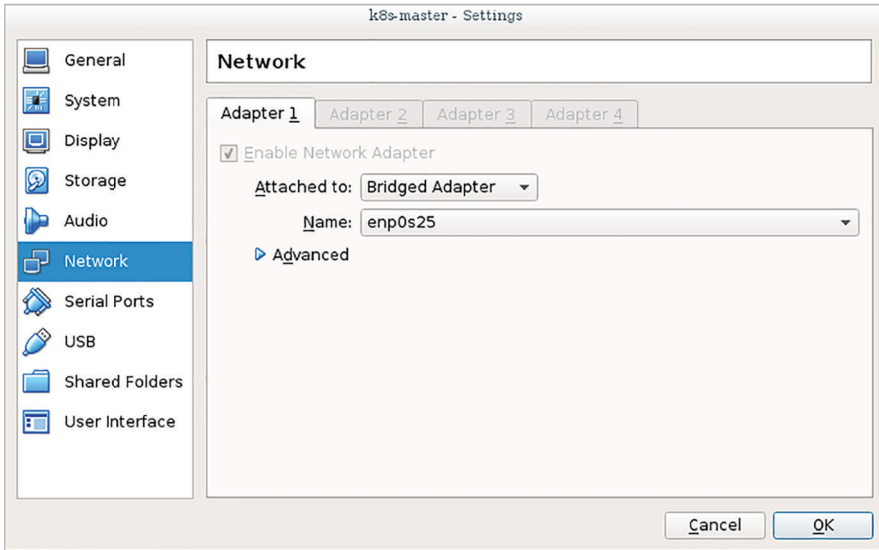 k8s-master - Settings
General
System
Display
Storage
Audio
Network
Serial Ports
USB
Shared Folders
User Interface
Network
Adapter 1 Adapter 2 Adapter 3 Adapter 4
Enable Network Adapter
Attached to: Bridged Adapter
Name: enp0s25
Advanced
Cancel OK